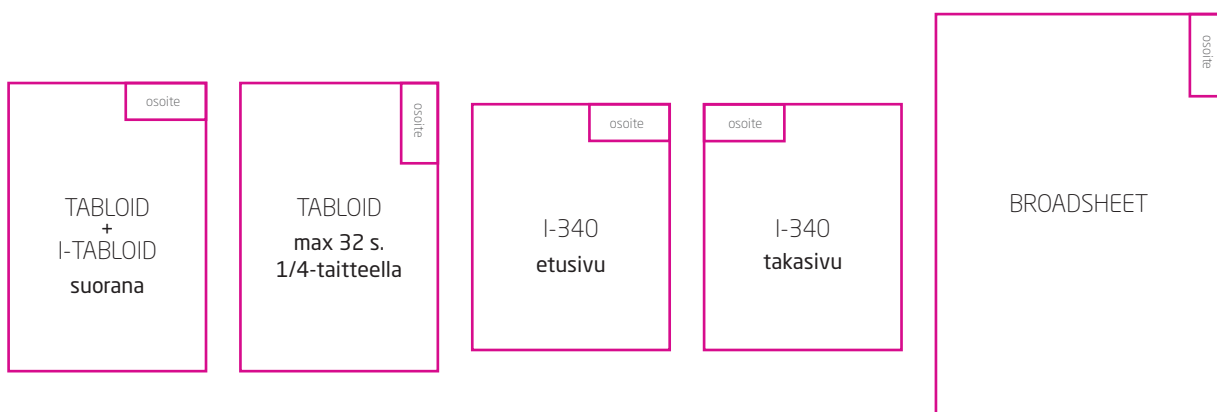 osoite
TABLOID
+
I-TABLOID
suorana
osoite
TABLOID
max 32 s.
1/4-taitteella
osoite
I-340
etusivu
osoite
I-340
takasivu
osoite
BROADSHEET